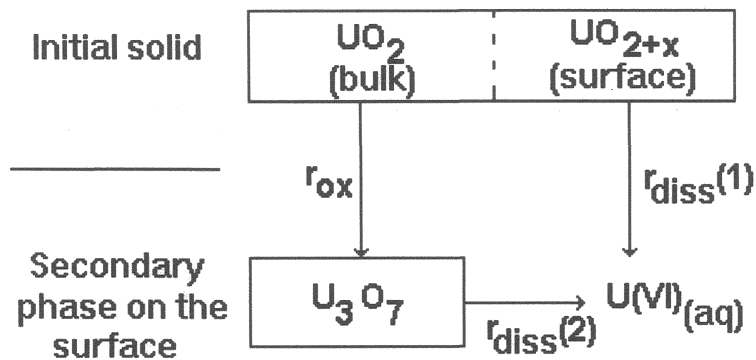 Initial solid
UO2
(bulk)
UO2+x
(surface)
rox
rdiss(1)
Secondary
phase on the
surface
U3O7
rdiss(2)
U(VI)(aq)